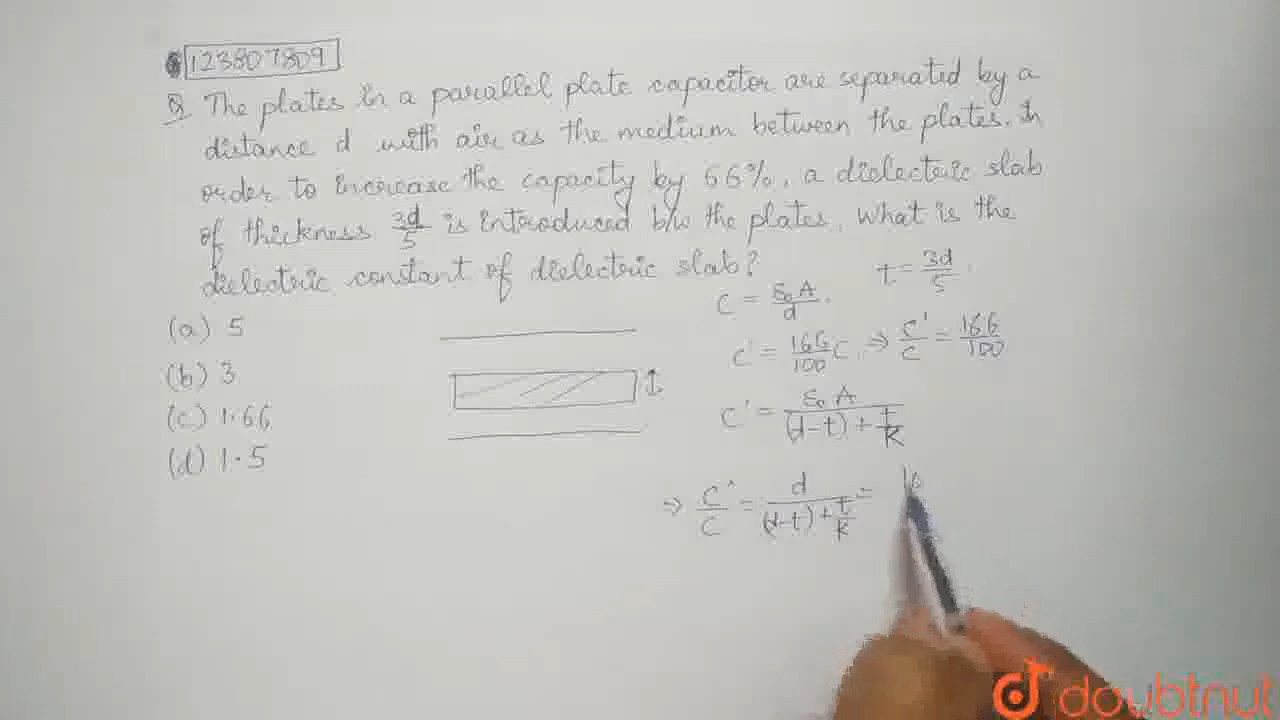 123807809
Q The plates in a parallel plate capacitor are separated by a
distance d with air as the medium between the plates. In
order to increase the capacity by 66%, a dielectric slab
of thickness 3d/5 is introduced b/w the plates. What is the
dielectric constant of dielectric slab?
t = 3d/5.
(a) 5
(b) 3
(c) 1.66
(d) 1.5
C = ε₀A/d.
C' = 166/100 C ⇒ C'/C = 166/100
C' = ε₀A/((d-t)+t/K)
⇒ C'/C = d/((d-t)+t/K) = 16
doubtnut